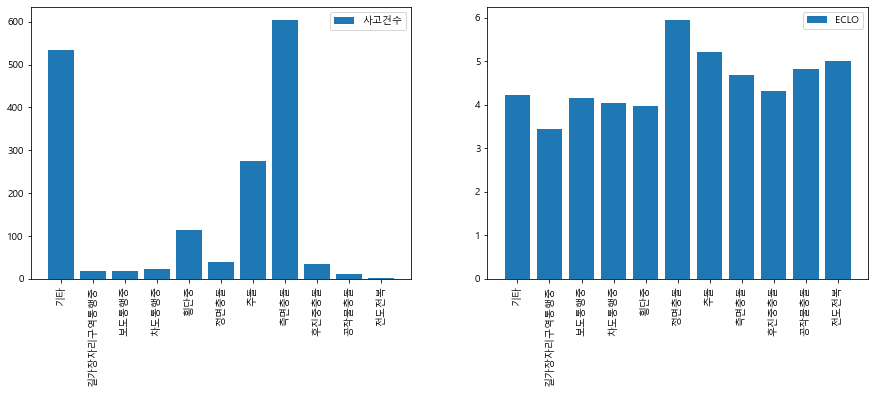 600
500
400
300
200
100
0
사고건수
기타
길가장자리구역통행중
보도통행중
차도통행중
횡단중
정면충돌
추돌
측면충돌
후진중충돌
공작물충돌
전도전복
6
5
4
3
2
1
0
ECLO
기타
길가장자리구역통행중
보도통행중
차도통행중
횡단중
정면충돌
추돌
측면충돌
후진중충돌
공작물충돌
전도전복